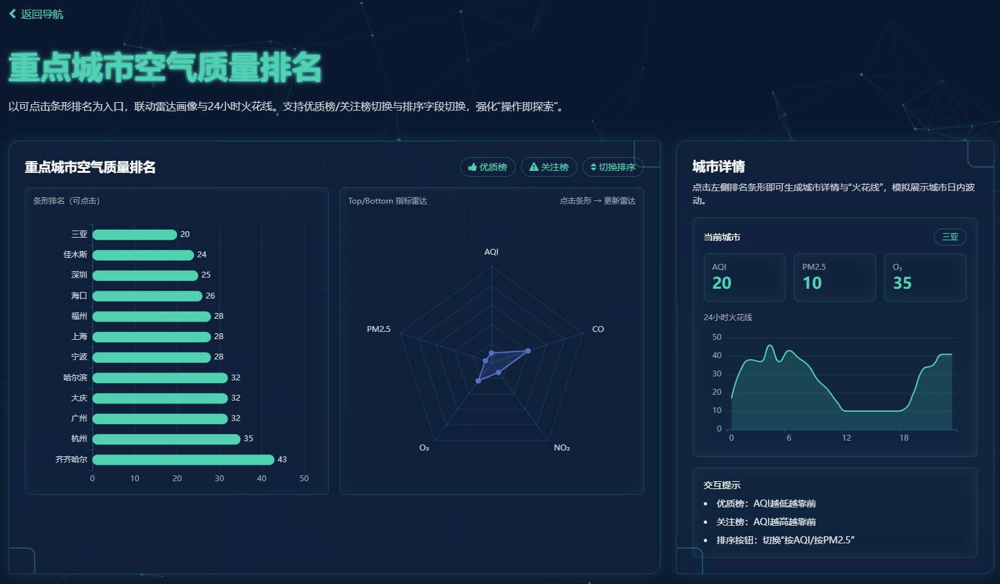 返回导航
重点城市空气质量排名
以可点击条形排名为入口，联动雷达画像与24小时火花线。支持优质榜/关注榜切换与排序字段切换，强化“操作即探索”。
重点城市空气质量排名
优质榜
关注榜
切换排序
条形排名（可点击）
三亚 20
佳木斯 24
深圳 25
海口 26
福州 28
上海 28
宁波 28
哈尔滨 32
大庆 32
广州 32
杭州 35
齐齐哈尔 43
0 10 20 30 40 50
Top/Bottom 指标雷达
点击条形 → 更新雷达
AQI
PM2.5
CO
O₃
NO₂
城市详情
点击左侧排名条形即可生成城市详情与“火花线”，模拟展示城市日内波
动。
当前城市
三亚
AQI
20
PM2.5
10
O₃
35
24小时火花线
50
40
30
20
10
0
0 6 12 18
交互提示
• 优质榜：AQI越低越靠前
• 关注榜：AQI越高越靠前
• 排序按钮：切换“按AQI/按PM2.5”